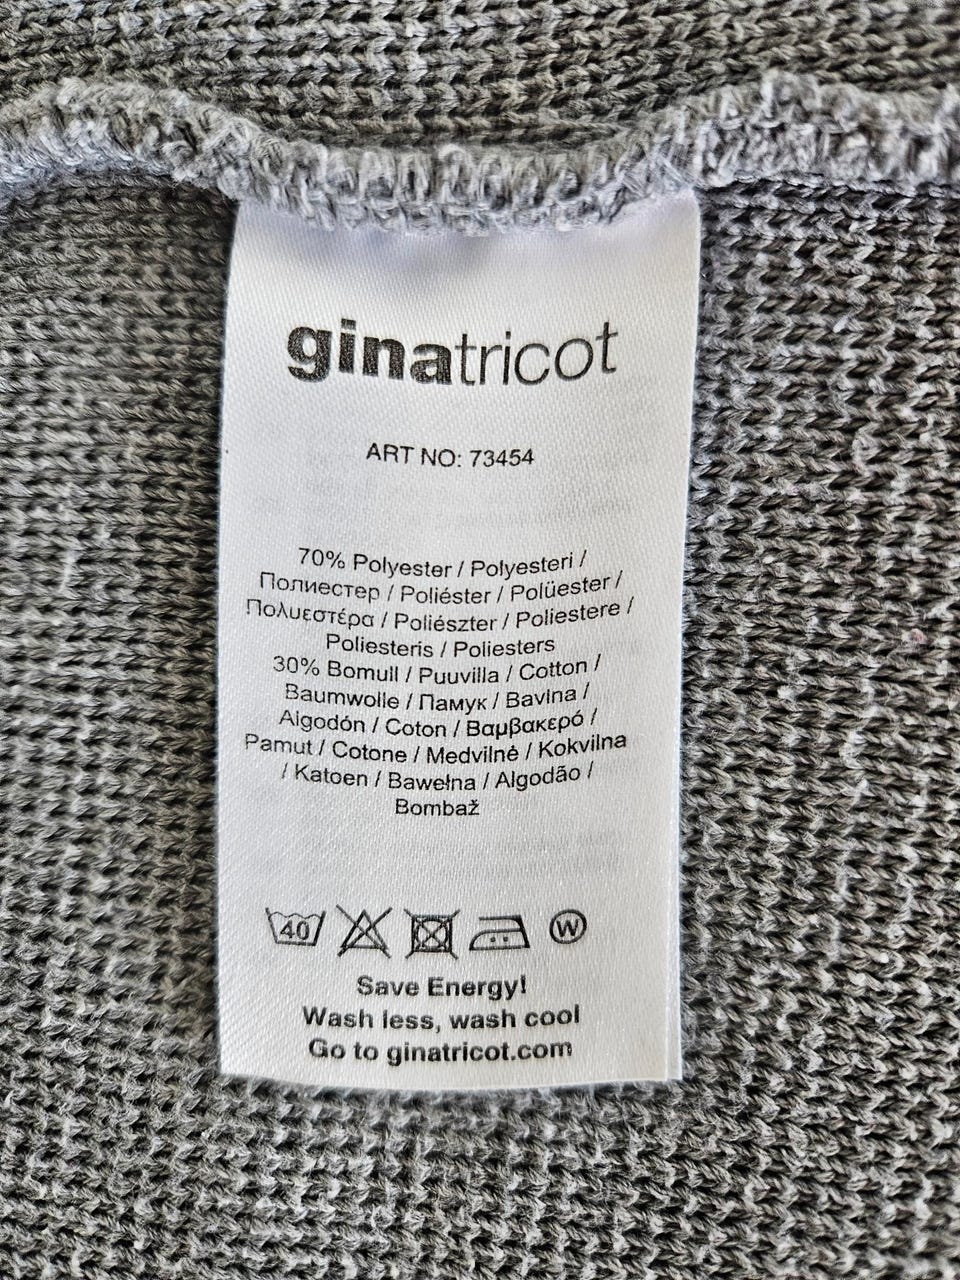 ginatricot
ART NO: 73454
70% Polyester / Polyesteri /
Полиестер / Poliéster / Polüester /
Πολυεστέρα / Poliészter / Poliestere /
Poliesteris / Poliesters
30% Bomull / Puuvilla / Cotton /
Baumwolle / Памук / Bavlna /
Algodón / Coton / Βαμβακερό /
Pamut / Cotone / Medvilnė / Kokvilna
/ Katoen / Bawełna / Algodão /
Bombaž
40 W
Save Energy!
Wash less, wash cool
Go to ginatricot.com